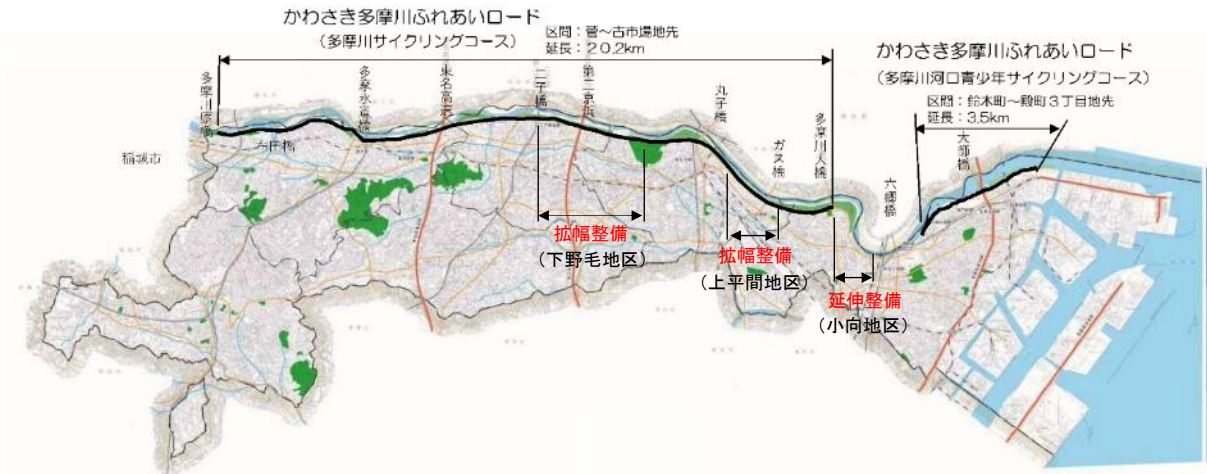 かわさき多摩川ふれあいロード
（多摩川サイクリングコース）
区間：菅～古市場地先
延長：20.2km
かわさき多摩川ふれあいロード
（多摩川河口青少年サイクリングコース）
区間：鈴木町～殿町3丁目地先
延長：3.5km
多摩川原橋
多摩水道橋
東名高速
二子橋
第三京浜
丸子橋
ガス橋
多摩川大橋
六郷橋
大師橋
稲城市
拡幅整備
（下野毛地区）
拡幅整備
（上平間地区）
延伸整備
（小向地区）